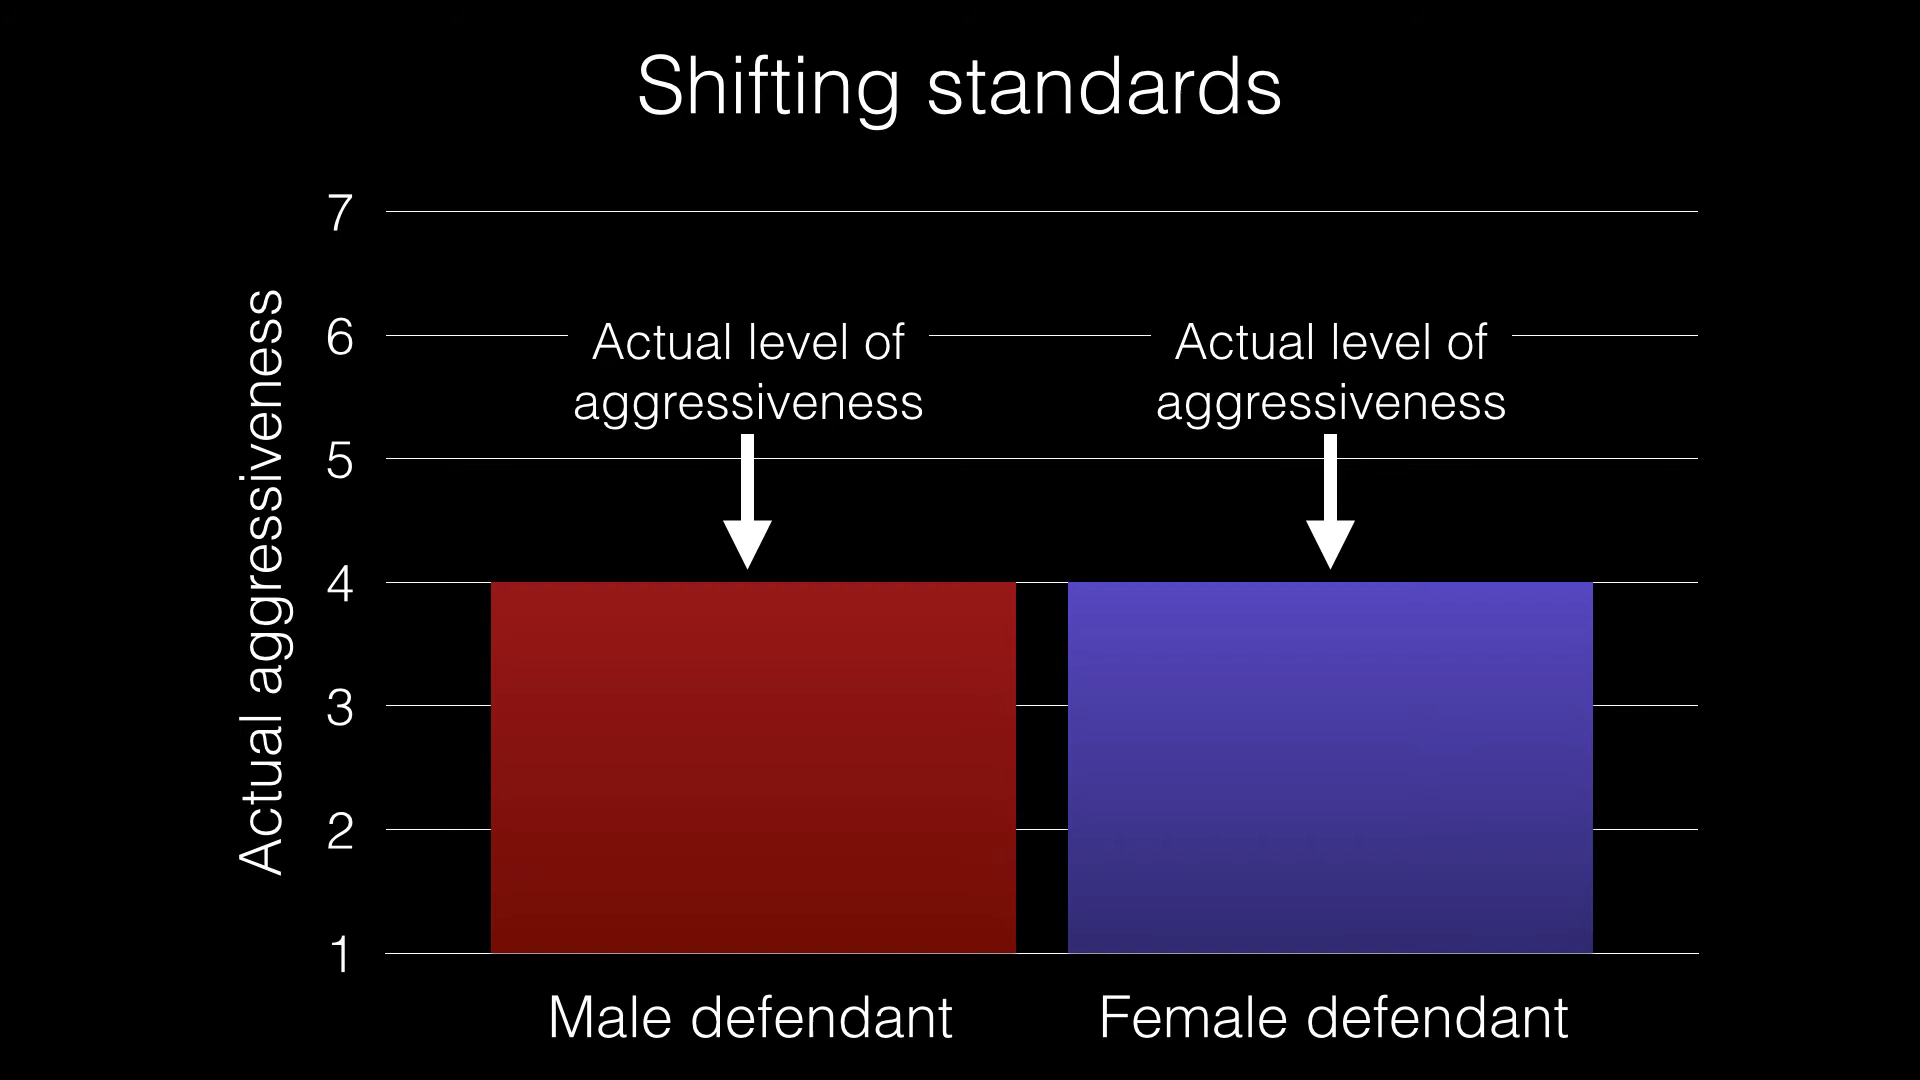 Shifting standards
Actual aggressiveness
7
6
5
4
3
2
1
Actual level of
aggressiveness
Actual level of
aggressiveness
Male defendant
Female defendant